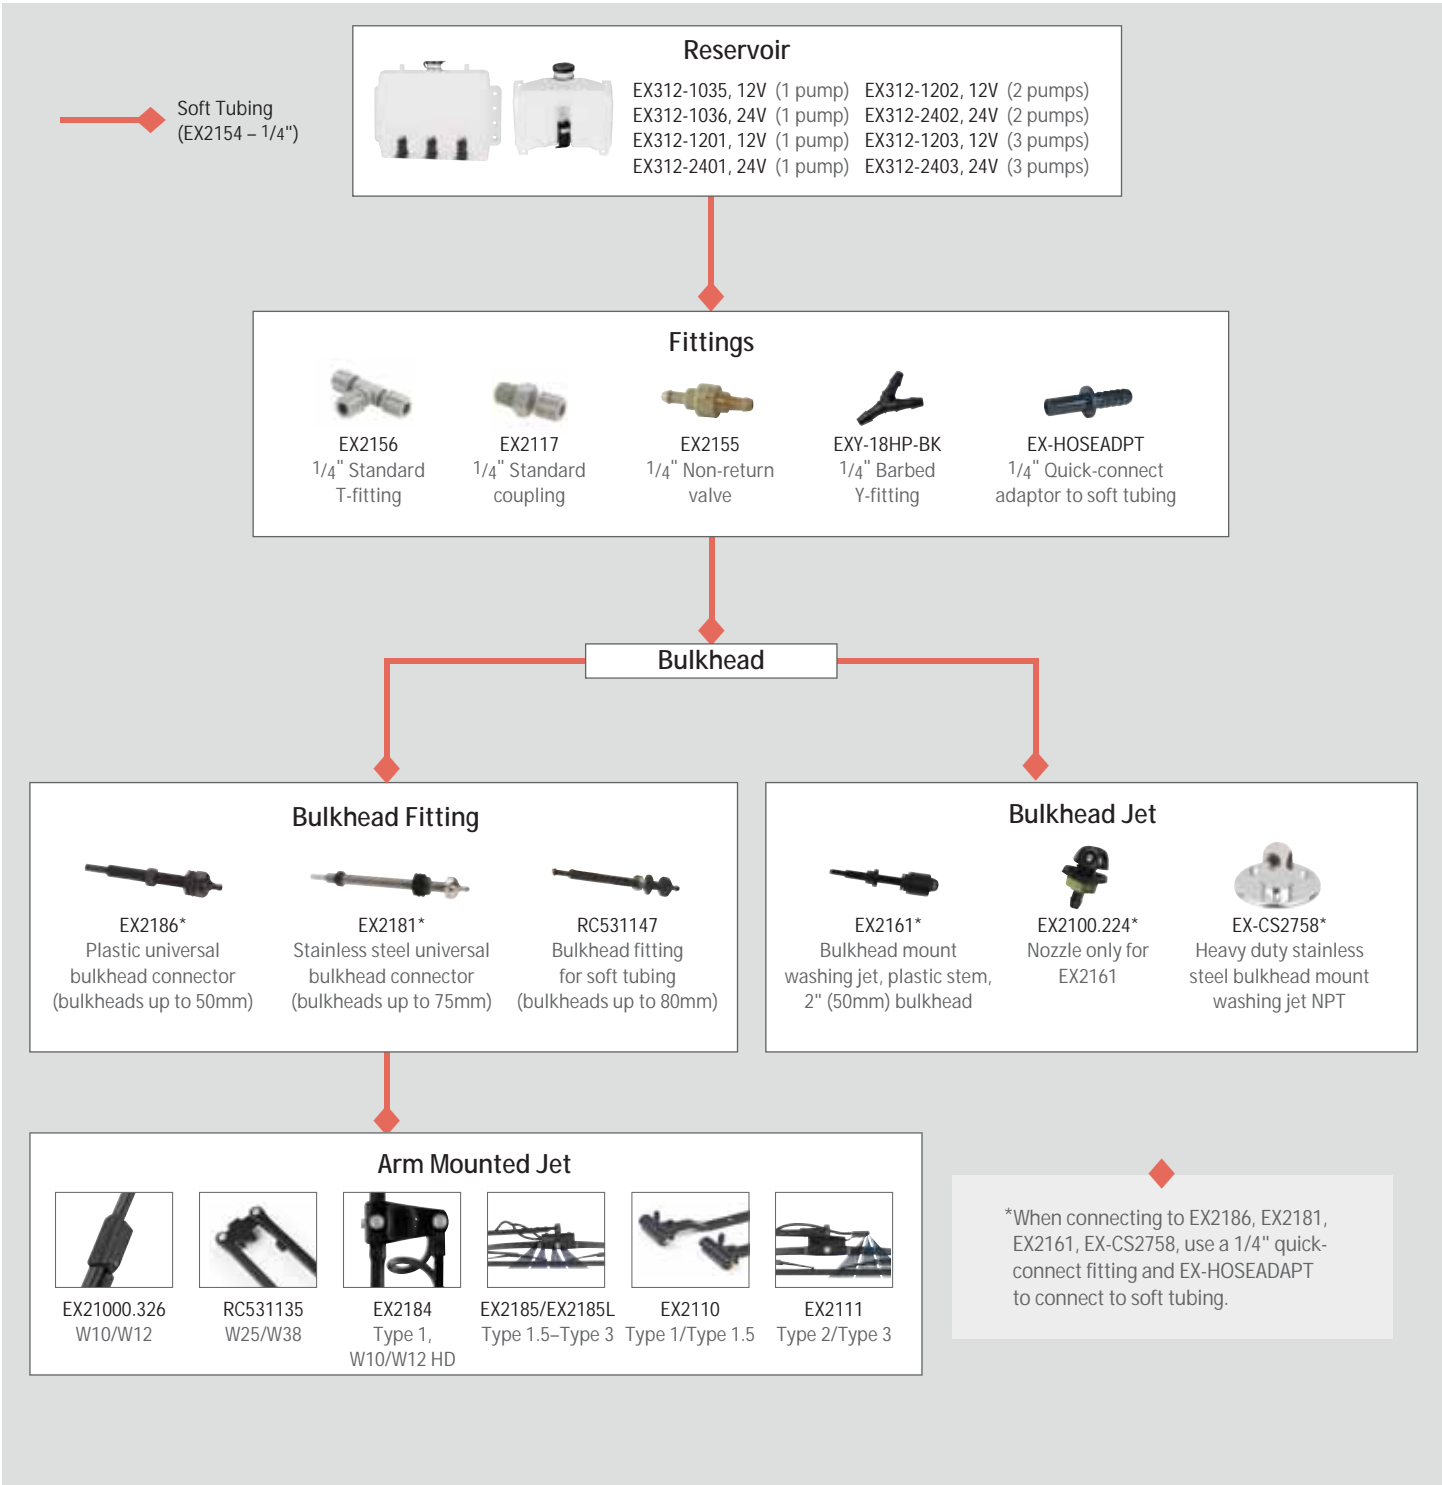 Reservoir
EX312-1035, 12V (1 pump) EX312-1202, 12V (2 pumps)
EX312-1036, 24V (1 pump) EX312-2402, 24V (2 pumps)
EX312-1201, 12V (1 pump) EX312-1203, 12V (3 pumps)
EX312-2401, 24V (1 pump) EX312-2403, 24V (3 pumps)
Soft Tubing
(EX2154 – 1/4")
Fittings
EX2156
1/4" Standard
T-fitting
EX2117
1/4" Standard
coupling
EX2155
1/4" Non-return
valve
EXY-18HP-BK
1/4" Barbed
Y-fitting
EX-HOSEADPT
1/4" Quick-connect
adaptor to soft tubing
Bulkhead
Bulkhead Fitting
EX2186*
Plastic universal
bulkhead connector
(bulkheads up to 50mm)
EX2181*
Stainless steel universal
bulkhead connector
(bulkheads up to 75mm)
RC531147
Bulkhead fitting
for soft tubing
(bulkheads up to 80mm)
Bulkhead Jet
EX2161*
Bulkhead mount
washing jet, plastic stem,
2" (50mm) bulkhead
EX2100.224*
Nozzle only for
EX2161
EX-CS2758*
Heavy duty stainless
steel bulkhead mount
washing jet NPT
Arm Mounted Jet
EX21000.326
W10/W12
RC531135
W25/W38
EX2184
Type 1,
W10/W12 HD
EX2185/EX2185L
Type 1.5–Type 3
EX2110
Type 1/Type 1.5
EX2111
Type 2/Type 3
*When connecting to EX2186, EX2181,
EX2161, EX-CS2758, use a 1/4" quick-
connect fitting and EX-HOSEADAPT
to connect to soft tubing.